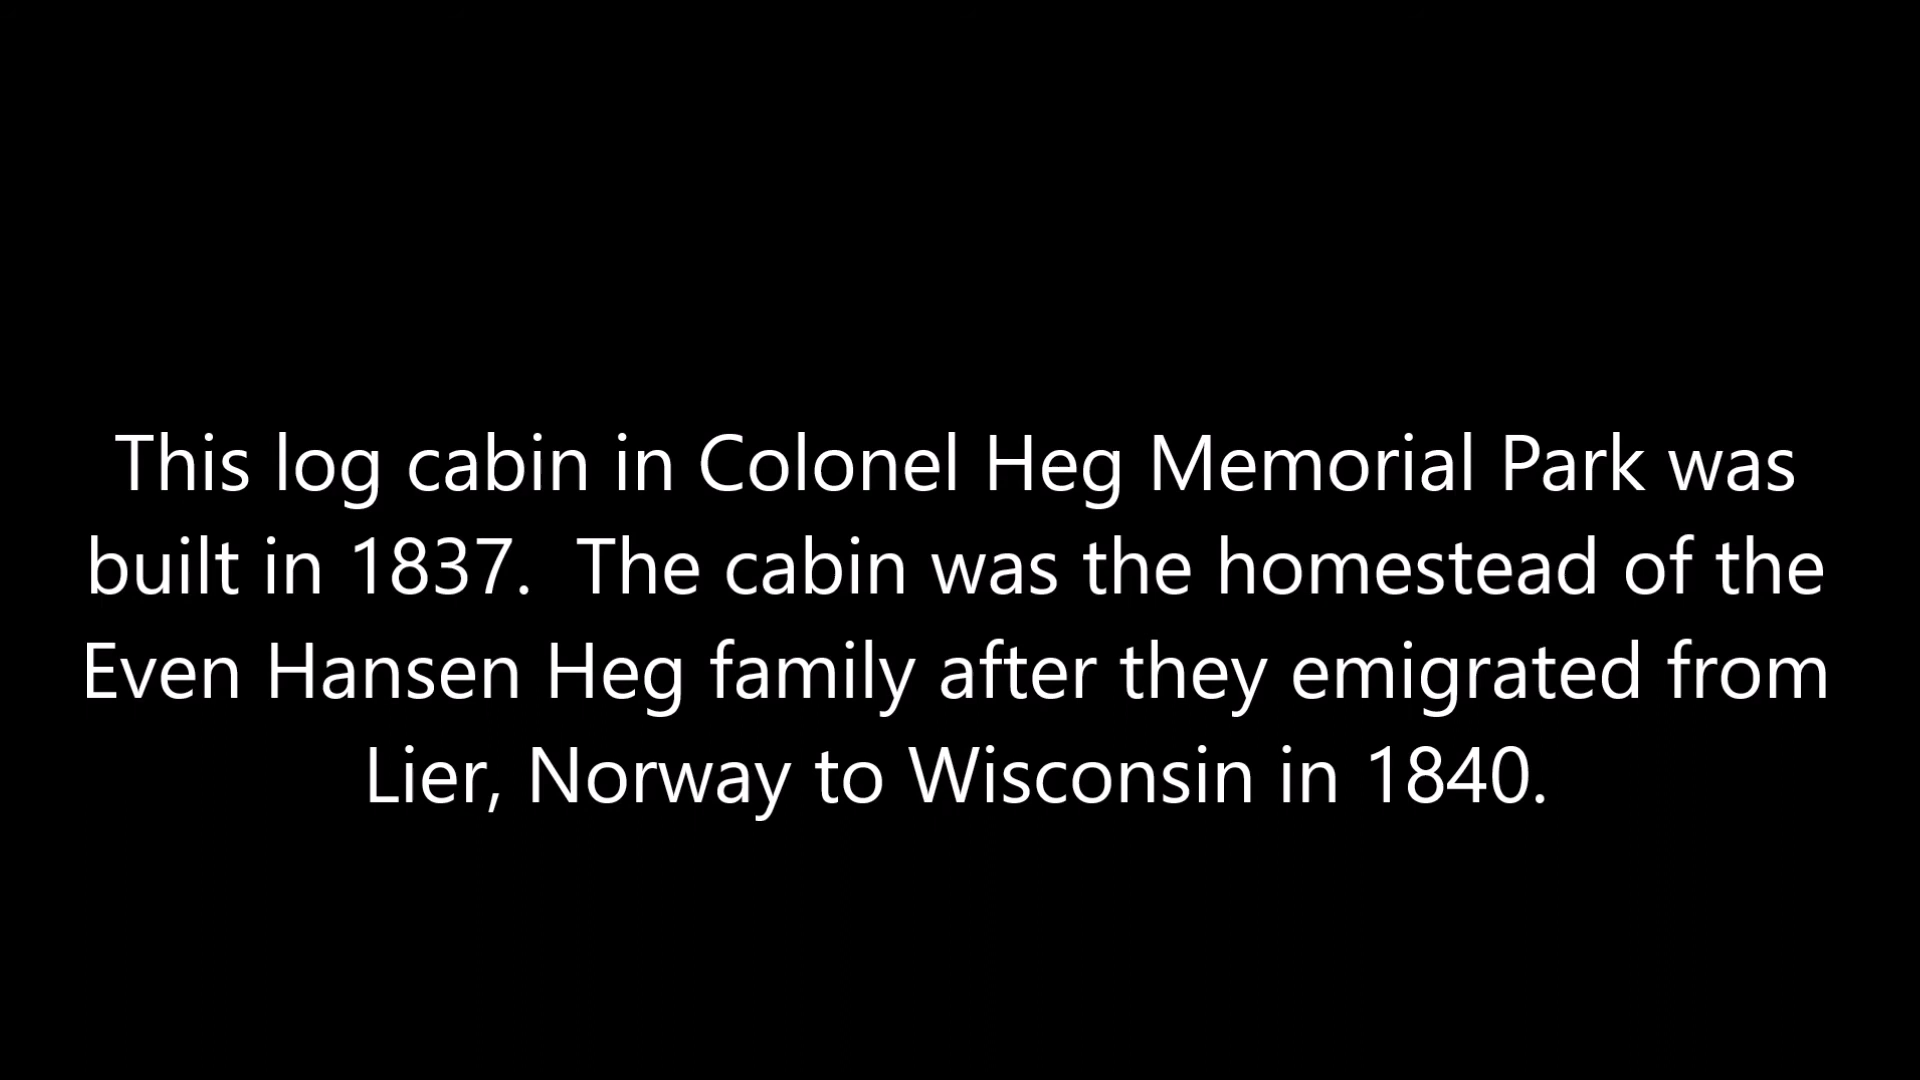 This log cabin in Colonel Heg Memorial Park was
built in 1837.  The cabin was the homestead of the
Even Hansen Heg family after they emigrated from
Lier, Norway to Wisconsin in 1840.